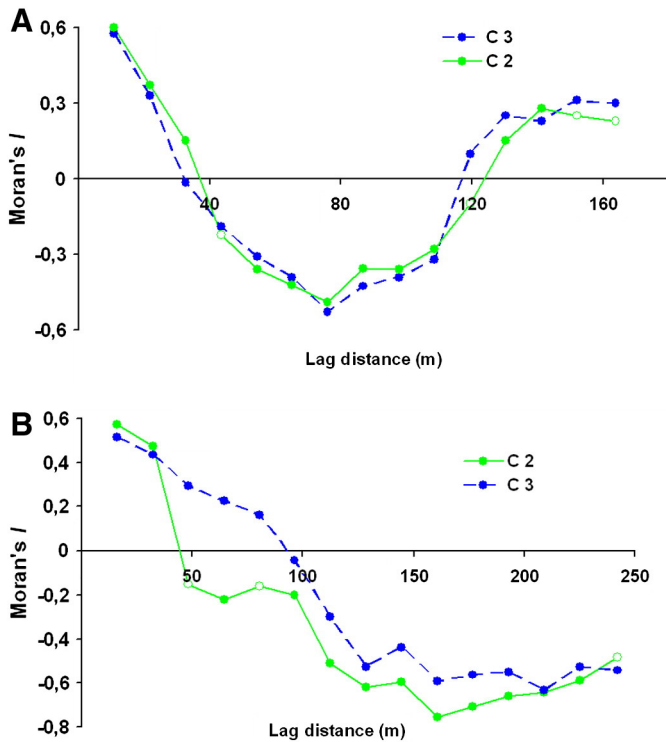 A
C 3
C 2
0,6
0,3
0
-0,3
-0,6
Moran's I
40
80
120
160
Lag distance (m)
B
C 2
C 3
0,6
0,4
0,2
0
-0,2
-0,4
-0,6
-0,8
Moran's I
50
100
150
200
250
Lag distance (m)